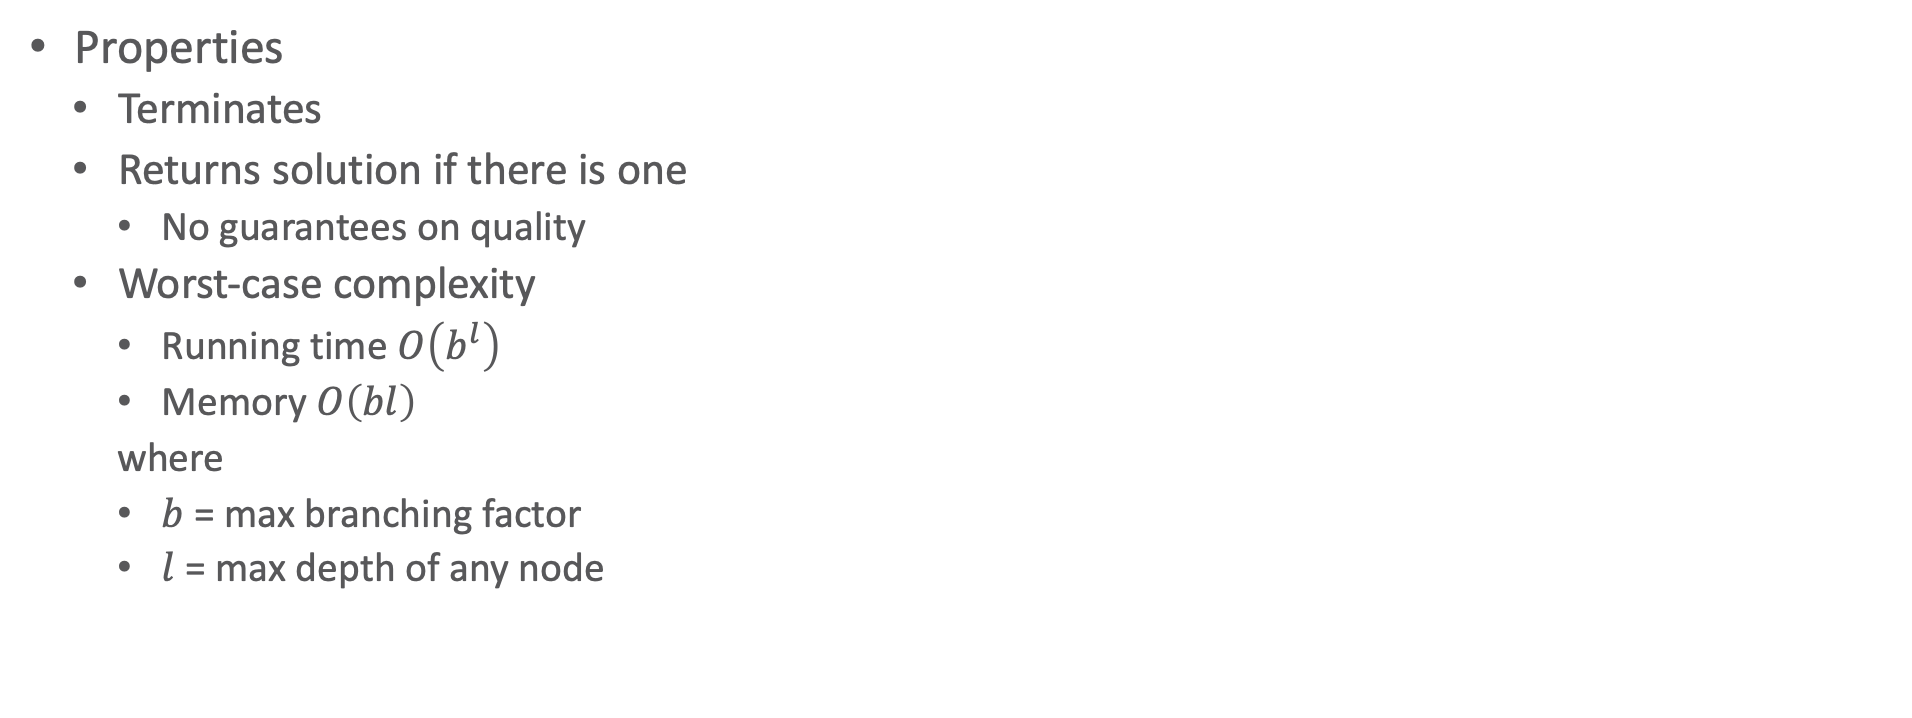 • Properties
• Terminates
• Returns solution if there is one
• No guarantees on quality
• Worst-case complexity
• Running time $O(b^l)$
• Memory $O(bl)$
where
• $b$ = max branching factor
• $l$ = max depth of any node